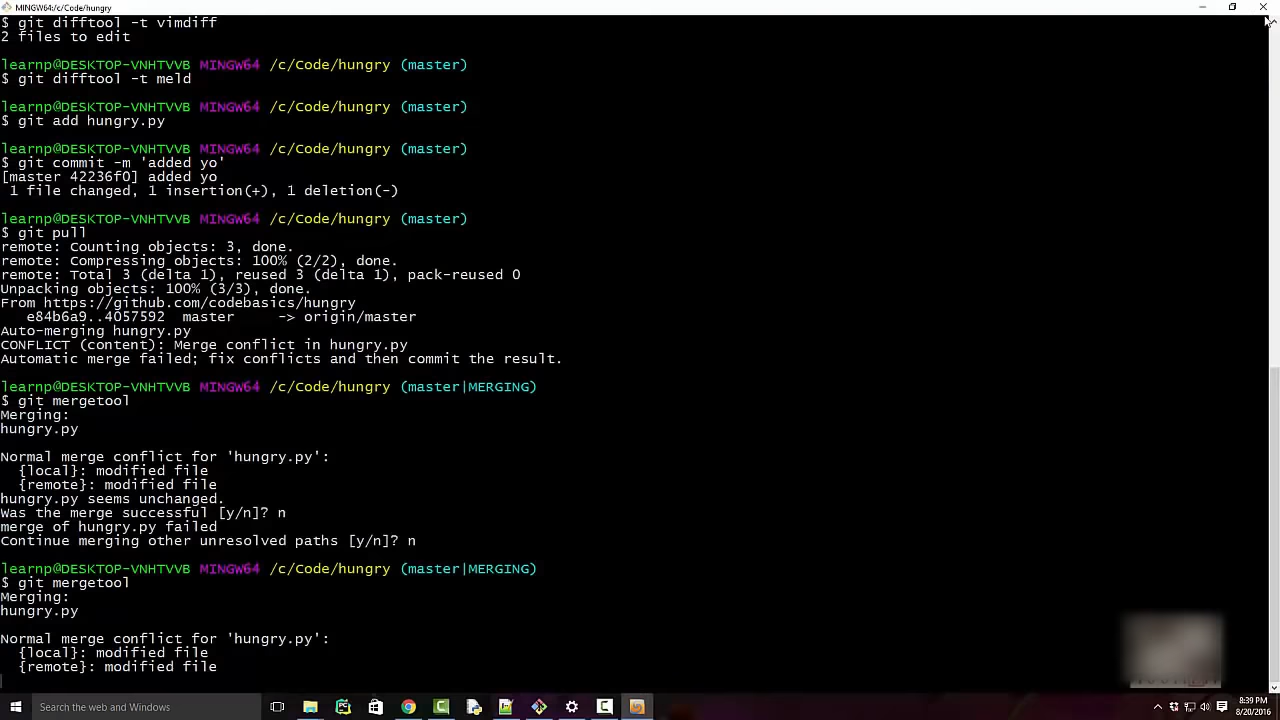 MINGW64:/c/Code/hungry
$ git difftool -t vimdiff
2 files to edit
learnp@DESKTOP-VNHTVVB MINGW64 /c/Code/hungry (master)
$ git difftool -t meld
learnp@DESKTOP-VNHTVVB MINGW64 /c/Code/hungry (master)
$ git add hungry.py
learnp@DESKTOP-VNHTVVB MINGW64 /c/Code/hungry (master)
$ git commit -m 'added yo'
[master 42236f0] added yo
1 file changed, 1 insertion(+), 1 deletion(-)
learnp@DESKTOP-VNHTVVB MINGW64 /c/Code/hungry (master)
$ git pull
remote: Counting objects: 3, done.
remote: Compressing objects: 100% (2/2), done.
remote: Total 3 (delta 1), reused 3 (delta 1), pack-reused 0
Unpacking objects: 100% (3/3), done.
From https://github.com/codebasics/hungry
e84b6a9..4057592 master -> origin/master
Auto-merging hungry.py
CONFLICT (content): Merge conflict in hungry.py
Automatic merge failed; fix conflicts and then commit the result.
learnp@DESKTOP-VNHTVVB MINGW64 /c/Code/hungry (master|MERGING)
$ git mergetool
Merging:
hungry.py
Normal merge conflict for 'hungry.py':
{local}: modified file
{remote}: modified file
hungry.py seems unchanged.
Was the merge successful [y/n]? n
merge of hungry.py failed
Continue merging other unresolved paths [y/n]? n
learnp@DESKTOP-VNHTVVB MINGW64 /c/Code/hungry (master|MERGING)
$ git mergetool
Merging:
hungry.py
Normal merge conflict for 'hungry.py':
{local}: modified file
{remote}: modified file
Search the web and Windows
8:39 PM
8/20/2016